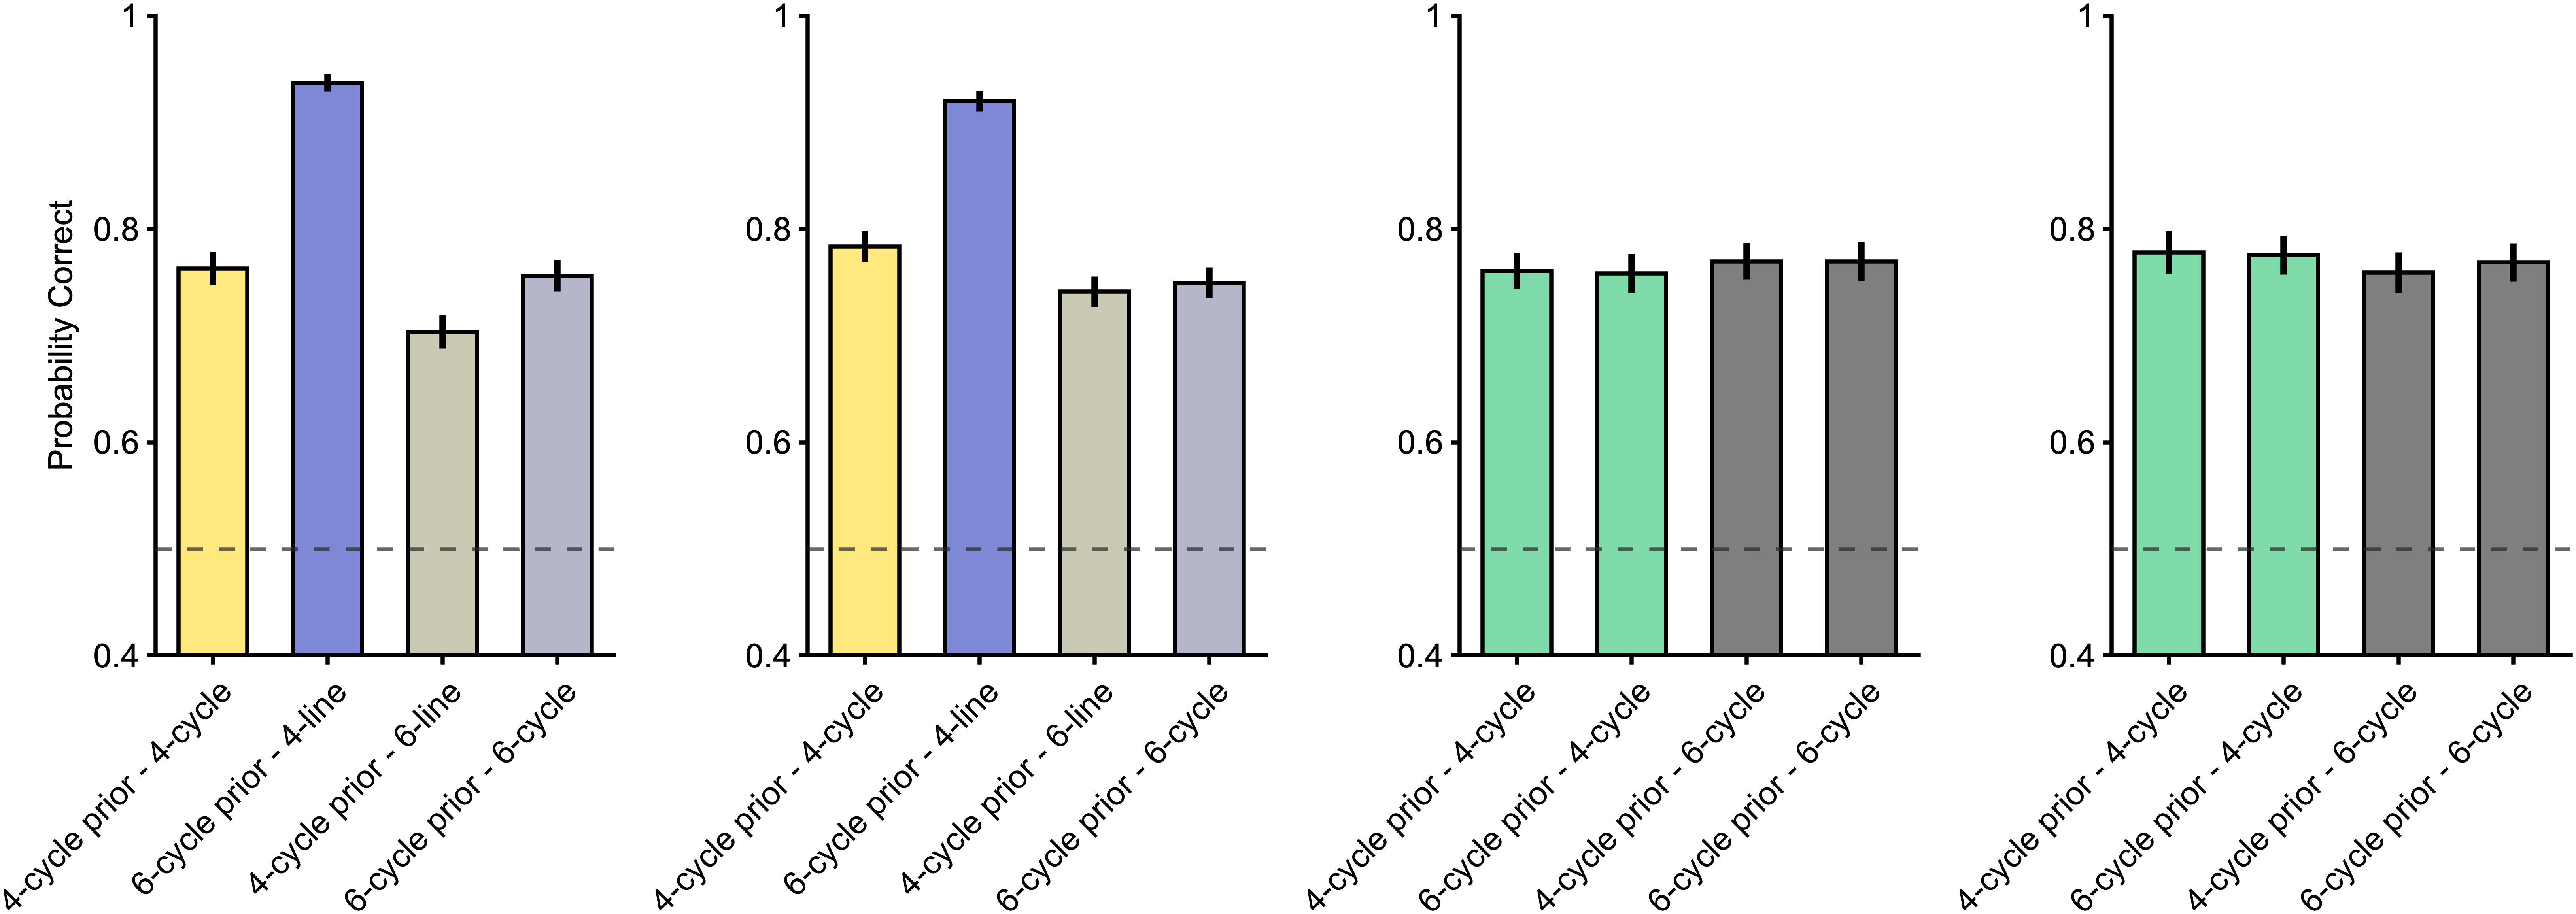 Probability Correct
1
0.8
0.6
0.4
4-cycle prior - 4-cycle
6-cycle prior - 4-line
4-cycle prior - 6-line
6-cycle prior - 6-cycle
1
0.8
0.6
0.4
4-cycle prior - 4-cycle
6-cycle prior - 4-line
4-cycle prior - 6-line
6-cycle prior - 6-cycle
1
0.8
0.6
0.4
4-cycle prior - 4-cycle
6-cycle prior - 4-cycle
4-cycle prior - 6-cycle
6-cycle prior - 6-cycle
1
0.8
0.6
0.4
4-cycle prior - 4-cycle
6-cycle prior - 4-cycle
4-cycle prior - 6-cycle
6-cycle prior - 6-cycle